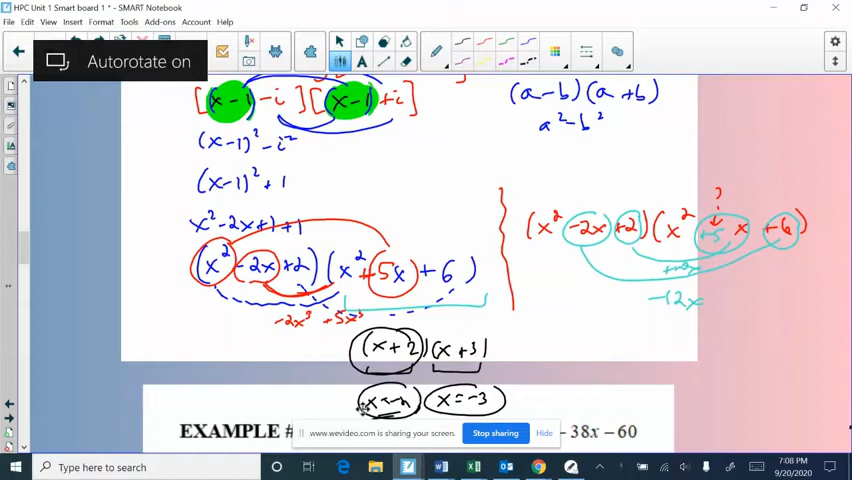 HPC Unit 1 Smart board 1 * - SMART Notebook
File Edit View Insert Format Tools Add-ons Account Help
Autorotate on
[(x-1)-i][(x-1)+i]
(a-b)(a+b)
a²-b²
(x-1)²-i²
(x-1)²+1
x²-2x+1+1
(x²-2x+2)(x²+5x+6)
-2x³ +5x³
?
(x²-2x+2)(x²+5x+6)
-12x
(x+2)(x+3)
x=-3
EXAMPLE #
-38x-60
www.wevideo.com is sharing your screen.
Stop sharing
Hide
Type here to search
7:08 PM
9/20/2020